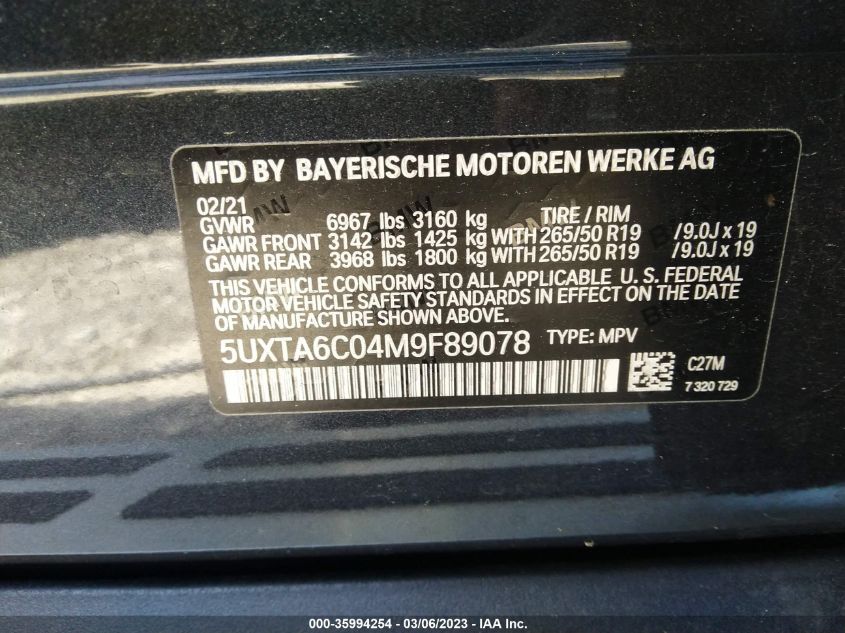 MFD BY BAYERISCHE MOTOREN WERKE AG
02/21
GVWR 6967 lbs 3160 kg TIRE / RIM
GAWR FRONT 3142 lbs 1425 kg WITH 265/50 R19 /9.0J x 19
GAWR REAR 3968 lbs 1800 kg WITH 265/50 R19 /9.0J x 19
THIS VEHICLE CONFORMS TO ALL APPLICABLE U. S. FEDERAL
MOTOR VEHICLE SAFETY STANDARDS IN EFFECT ON THE DATE
OF MANUFACTURE SHOWN ABOVE.
5UXTA6C04M9F89078 TYPE: MPV
C27M
7 320 729
000-35994254 - 03/06/2023 - IAA Inc.